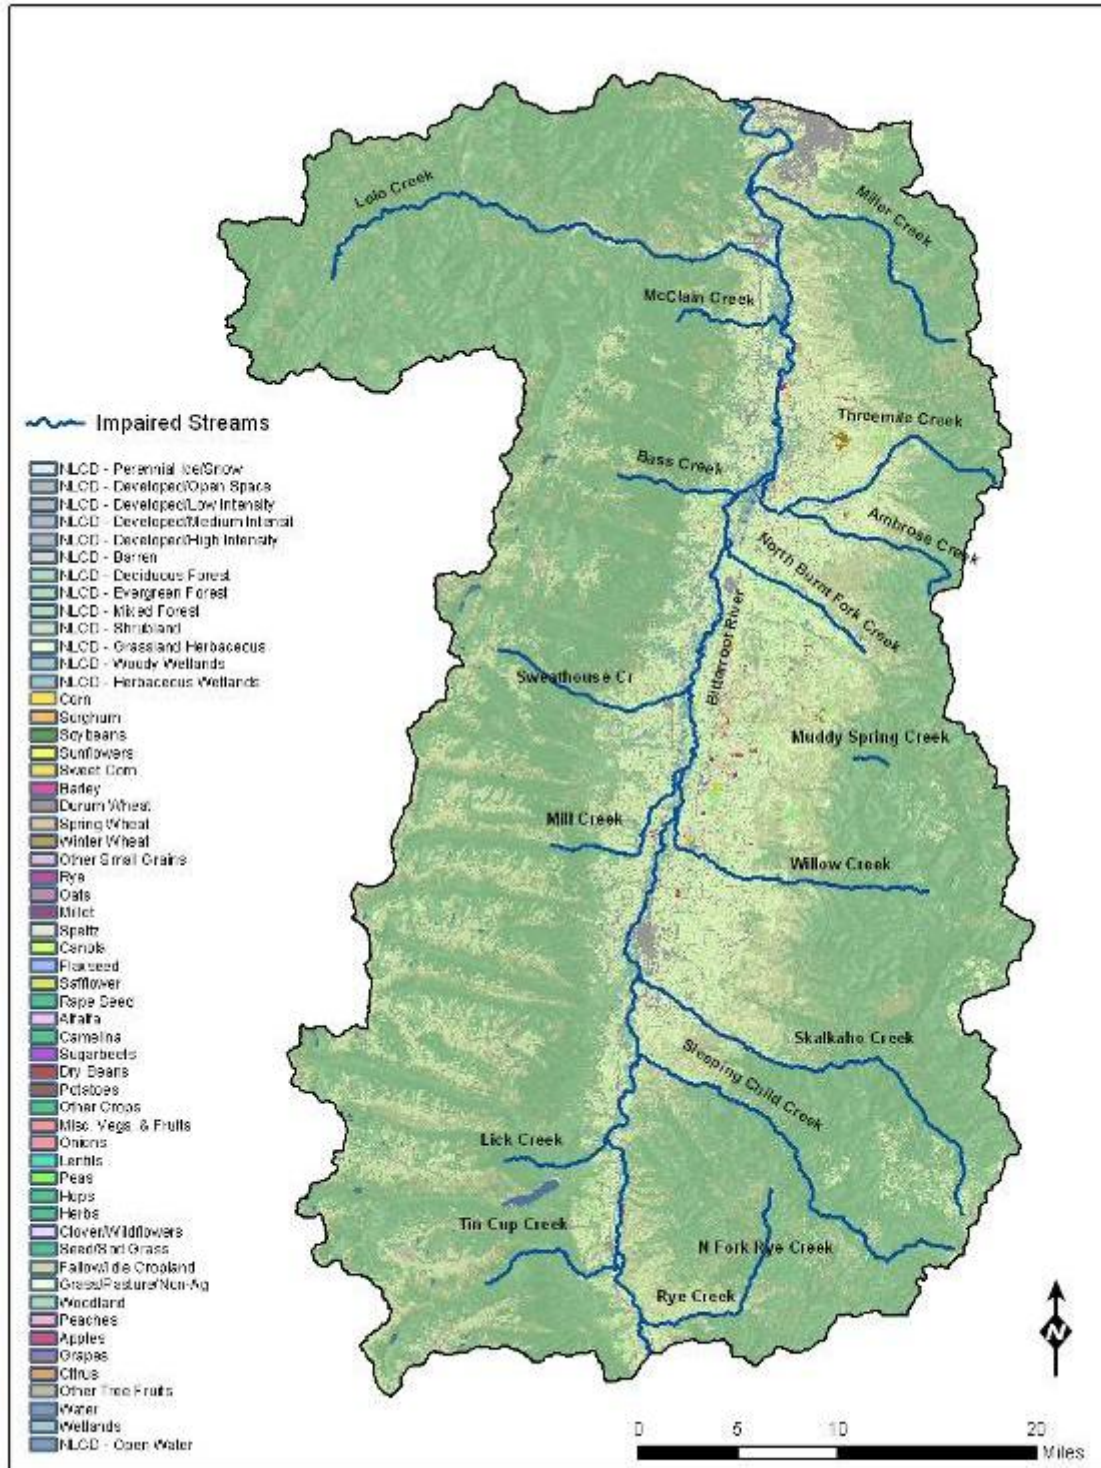 Lolo Creek
Miller Creek
McClain Creek
Threemile Creek
Bass Creek
Ambrose Creek
North Burnt Fork Creek
Bitterroot River
Sweathouse Cr
Muddy Spring Creek
Mill Creek
Willow Creek
Skalkaho Creek
Sleeping Child Creek
Lick Creek
Tin Cup Creek
N Fork Rye Creek
Rye Creek
Impaired Streams
NLCD - Perennial Ice/Snow
NLCD - Developed/Open Space
NLCD - Developed/Low Intensity
NLCD - Developed/Medium Intensit
NLCD - Developed/High Intensity
NLCD - Barren
NLCD - Deciduous Forest
NLCD - Evergreen Forest
NLCD - Mixed Forest
NLCD - Shrubland
NLCD - Grassland Herbaceous
NLCD - Woody Wetlands
NLCD - Herbaceous Wetlands
Corn
Sorghum
Soybeans
Sunflowers
Sweet Corn
Barley
Durum Wheat
Spring Wheat
Winter Wheat
Other Small Grains
Rye
Oats
Millet
Speltz
Canola
Flaxseed
Safflower
Rape Seed
Alfalfa
Camelina
Sugarbeets
Dry Beans
Potatoes
Other Crops
Misc. Vegs. & Fruits
Onions
Lentils
Peas
Hops
Herbs
Clover/Wildflowers
Seed/Sod Grass
Fallow/Idle Cropland
Grass/Pasture/Non-Ag
Woodland
Peaches
Apples
Grapes
Citrus
Other Tree Fruits
Water
Wetlands
NLCD - Open Water
N
0 5 10 20
Miles